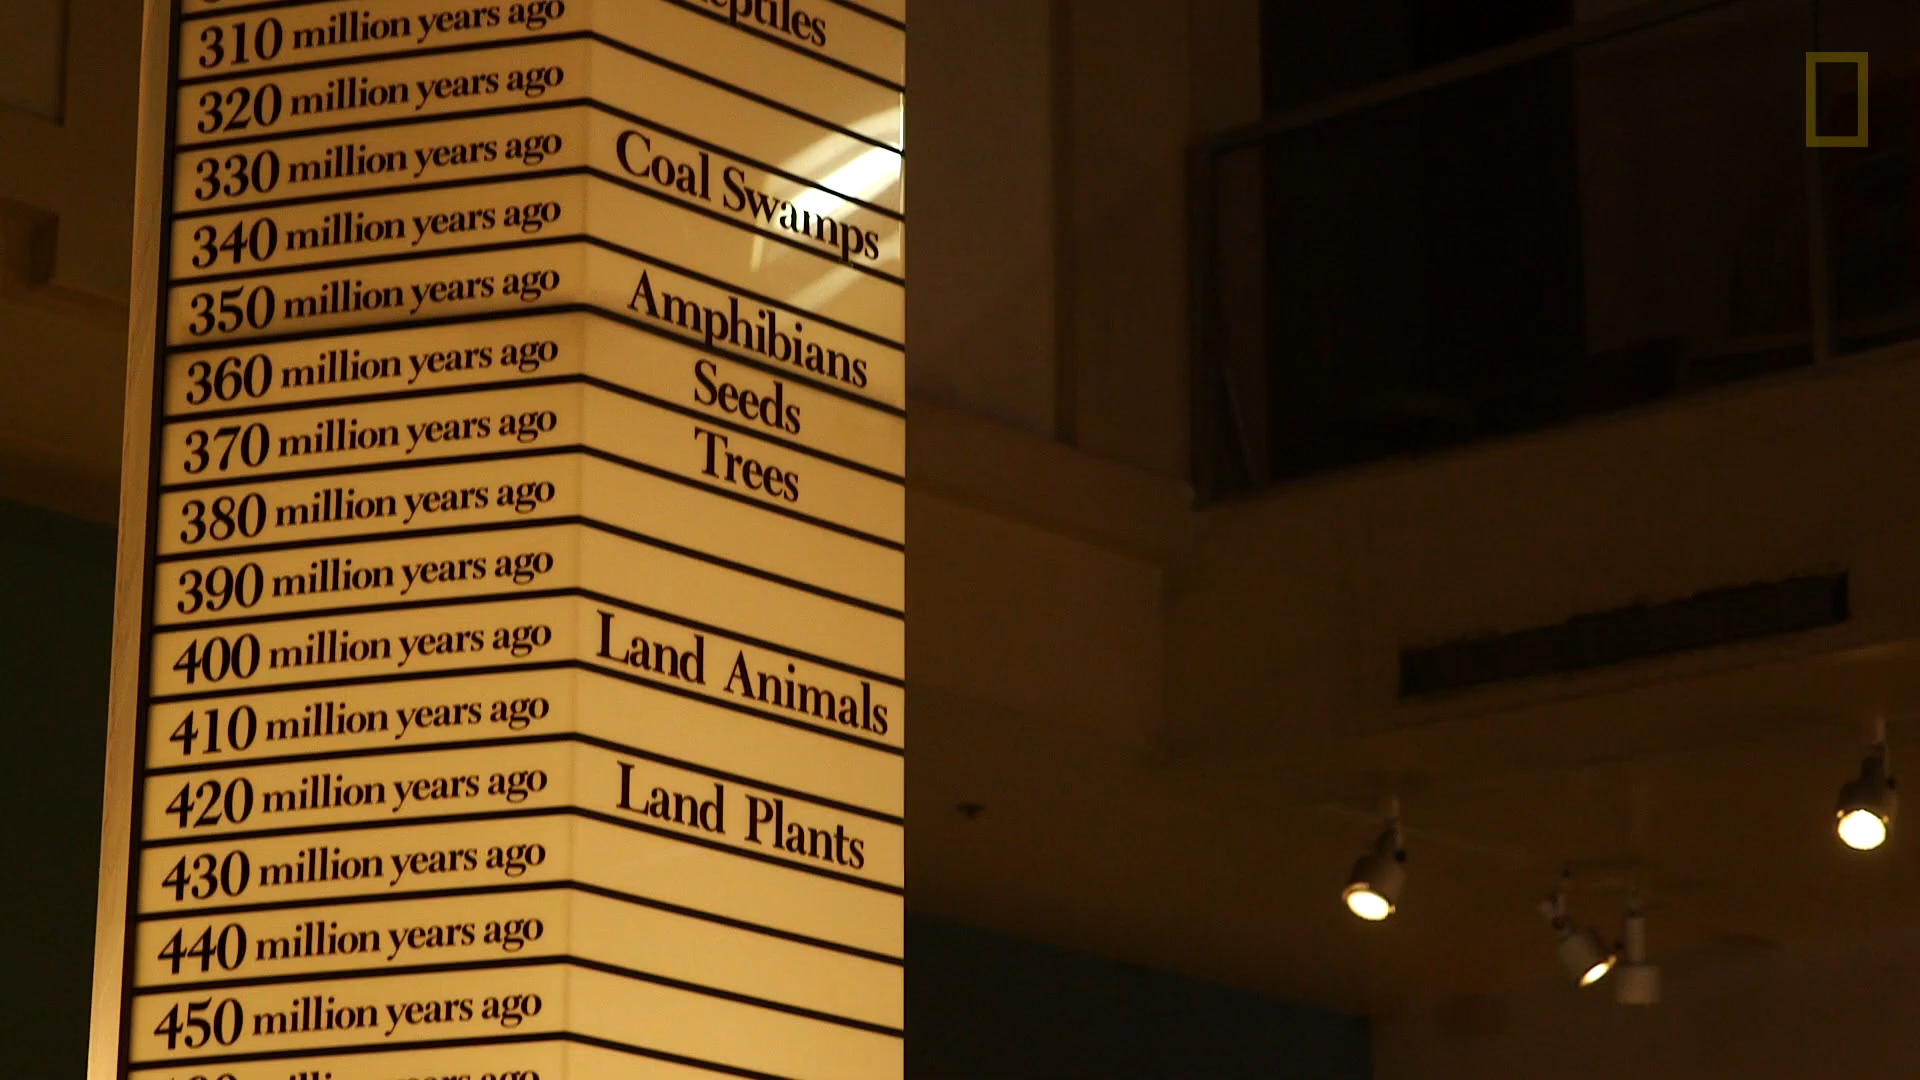 310 million years ago eptiles
320 million years ago
330 million years ago Coal Swamps
340 million years ago
350 million years ago Amphibians
360 million years ago Seeds
370 million years ago Trees
380 million years ago
390 million years ago
400 million years ago Land Animals
410 million years ago
420 million years ago Land Plants
430 million years ago
440 million years ago
450 million years ago